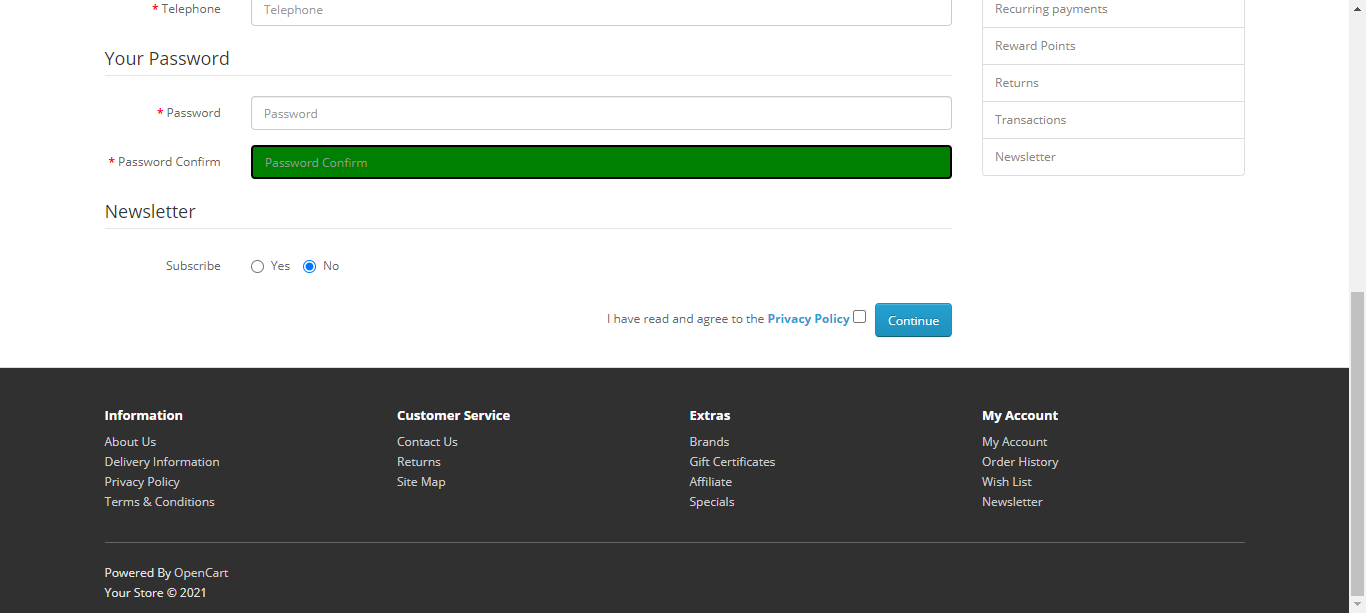 * Telephone Telephone
Your Password
* Password Password
* Password Confirm Password Confirm
Newsletter
Subscribe Yes No
I have read and agree to the Privacy Policy Continue
Recurring payments
Reward Points
Returns
Transactions
Newsletter
Information
About Us
Delivery Information
Privacy Policy
Terms & Conditions
Customer Service
Contact Us
Returns
Site Map
Extras
Brands
Gift Certificates
Affiliate
Specials
My Account
My Account
Order History
Wish List
Newsletter
Powered By OpenCart
Your Store © 2021